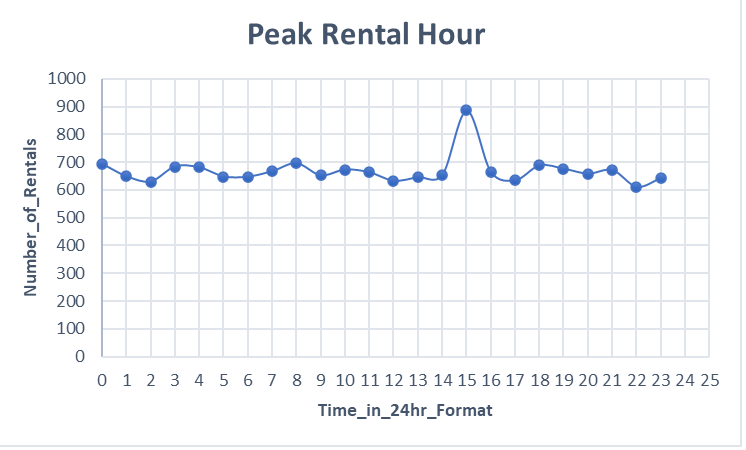 Peak Rental Hour
1000
900
800
700
600
500
400
300
200
100
0
Number_of_Rentals
0 1 2 3 4 5 6 7 8 9 10 11 12 13 14 15 16 17 18 19 20 21 22 23 24 25
Time_in_24hr_Format